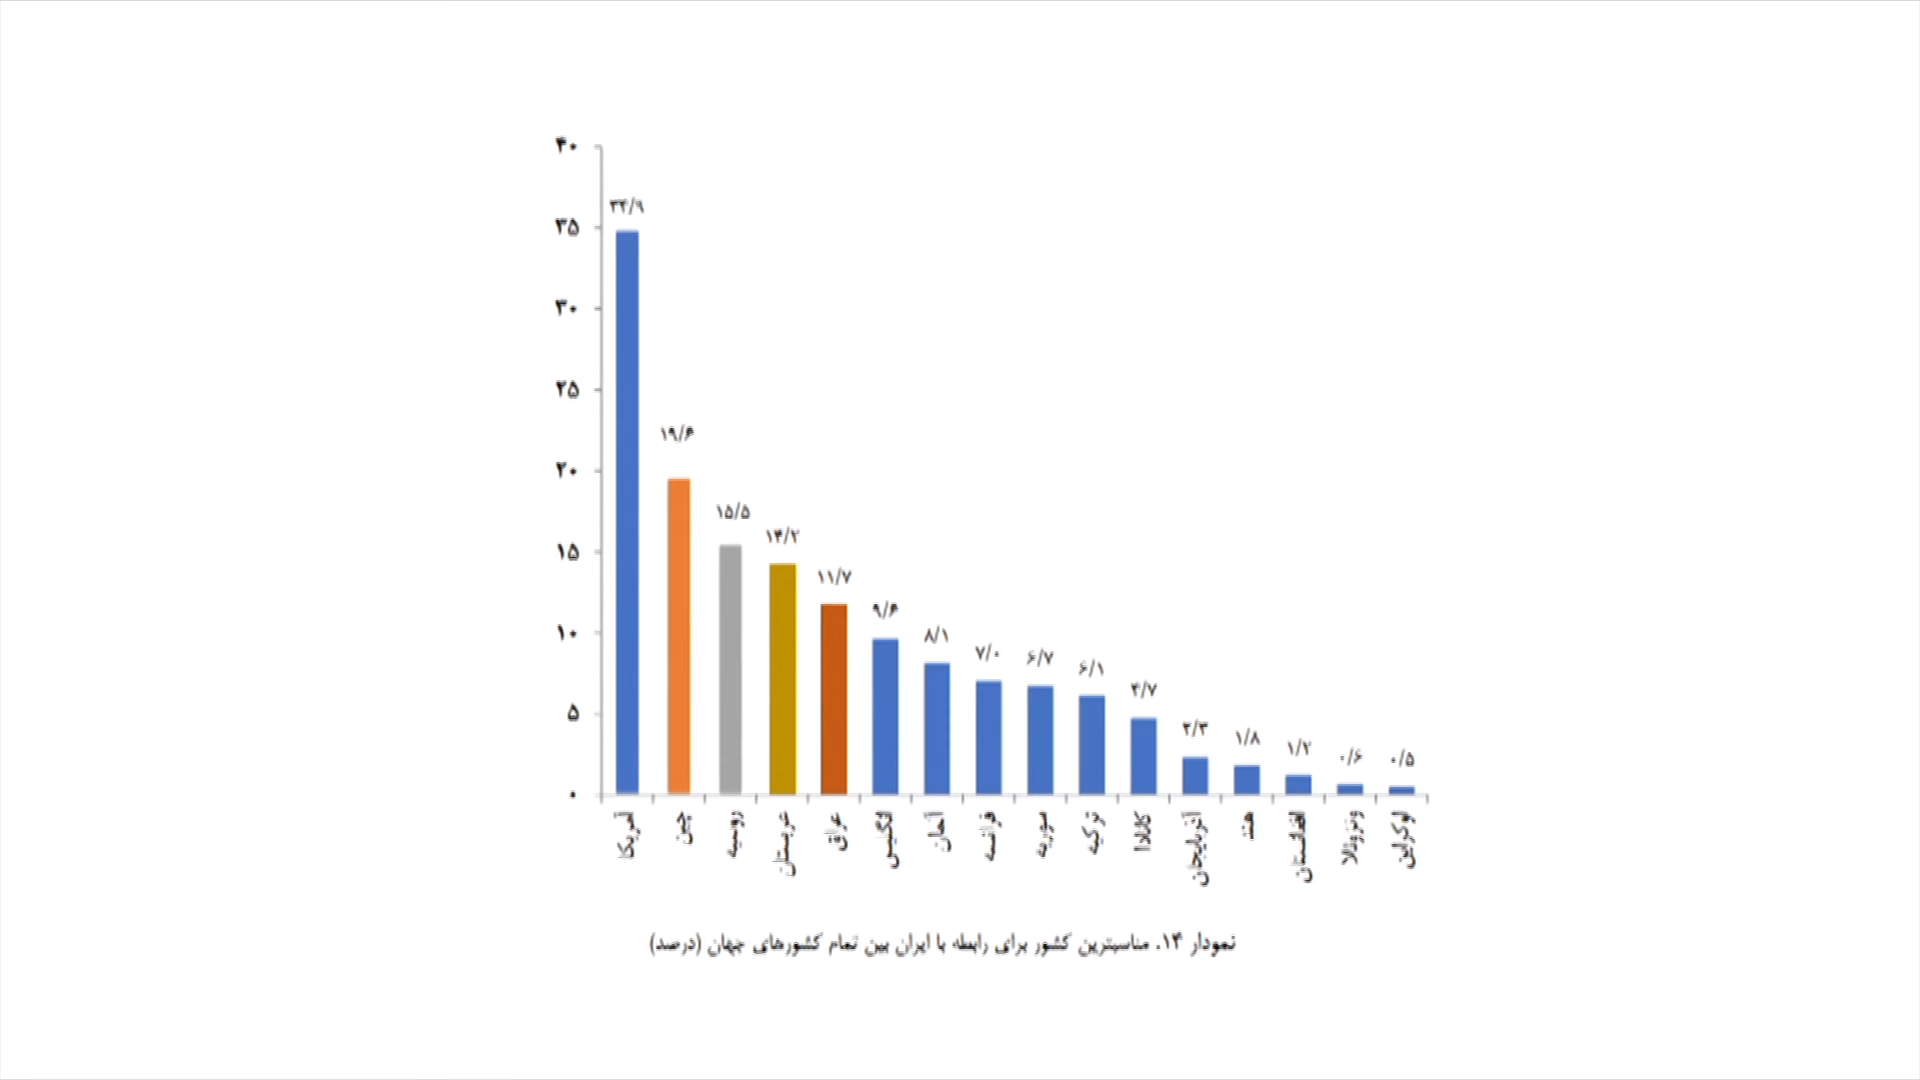 ۴۰
۳۵
۳۰
۲۵
۲۰
۱۵
۱۰
۵
۰
۳۴/۹
۱۹/۶
۱۵/۵
۱۴/۲
۱۱/۷
۹/۶
۸/۱
۷/۰
۶/۷
۶/۱
۴/۷
۲/۳
۱/۸
۱/۲
۰/۶
۰/۵
آمریکا
چین
روسیه
عربستان
عراق
انگلیس
آلمان
فرانسه
سوریه
ترکیه
کانادا
آذربایجان
هند
افغانستان
ونزوئلا
اوکراین
نمودار ۱۴. مناسبترین کشور برای رابطه با ایران بین تمام کشورهای جهان (درصد)